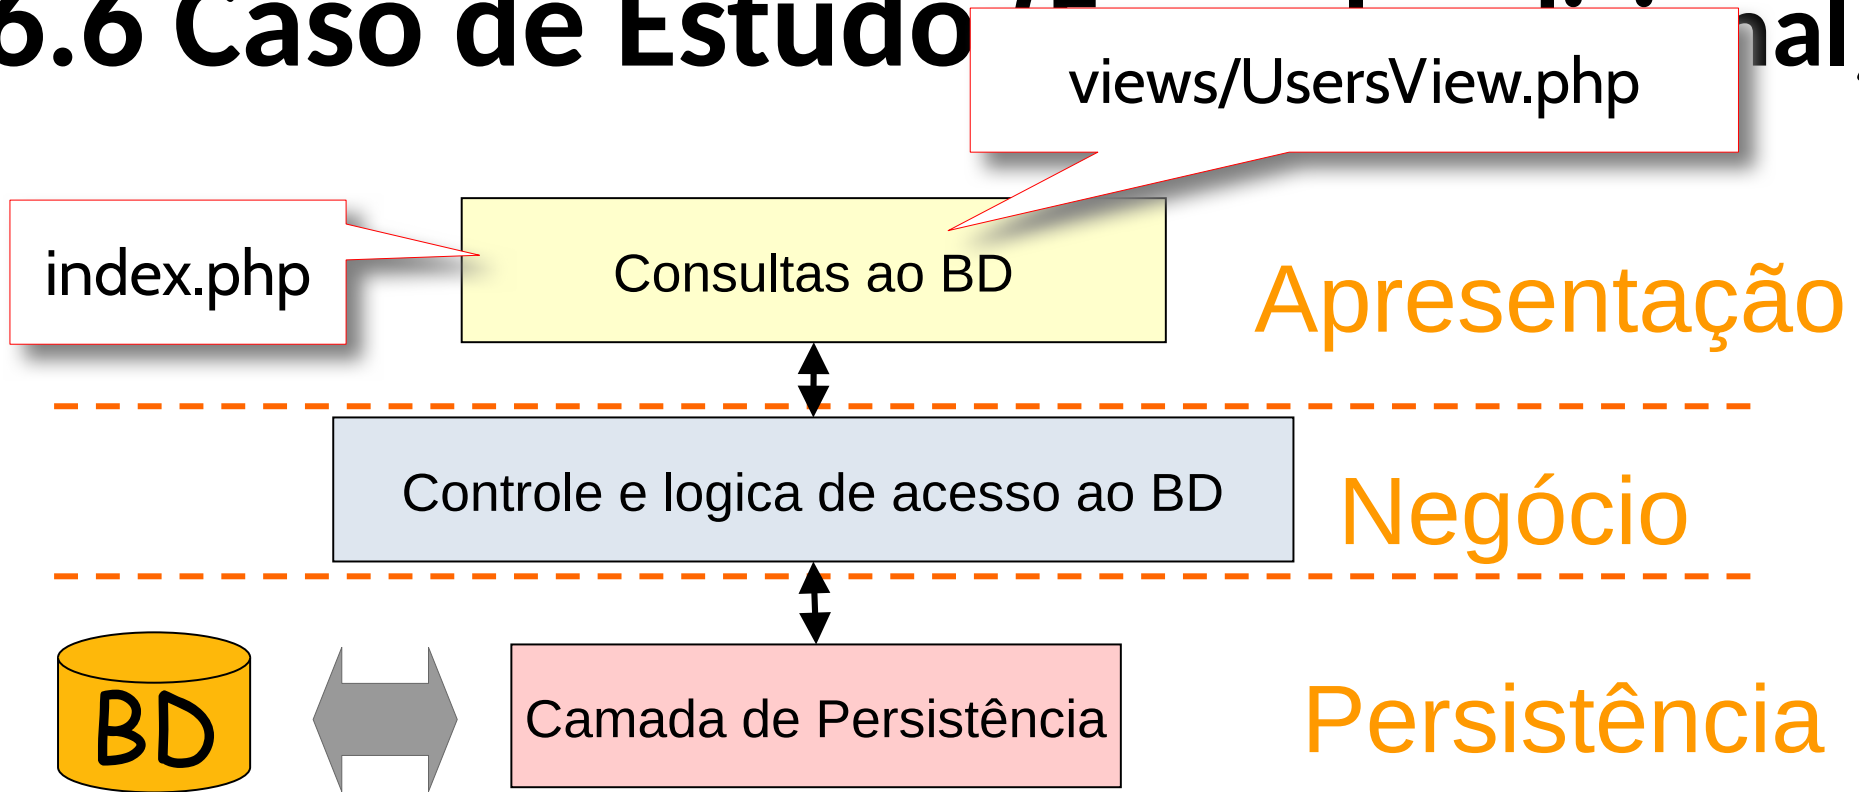 6.6 Caso de Estudo
views/UsersView.php
index.php
Consultas ao BD
Apresentação
Controle e logica de acesso ao BD
Negócio
BD
Camada de Persistência
Persistência